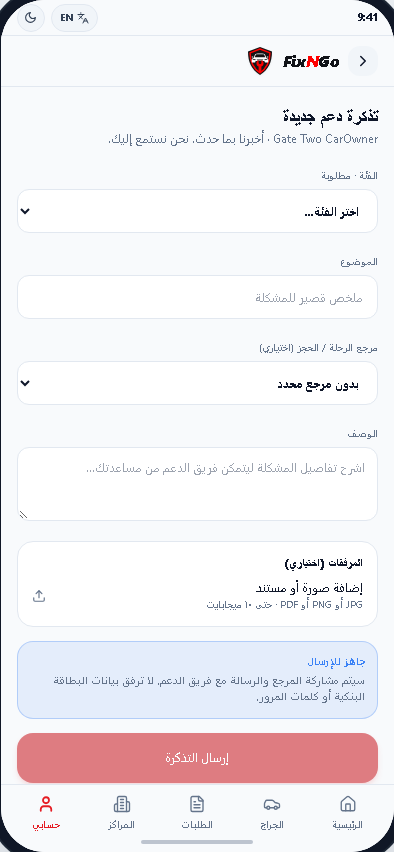 9:41
EN
FixNGo
تذكرة دعم جديدة
Gate Two CarOwner · أخبرنا بما حدث. نحن نستمع إليك.
الفئة · مطلوبة
اختر الفئة...
الموضوع
ملخص قصير للمشكلة
مرجع الرحلة / الحجز (اختياري)
بدون مرجع محدد
الوصف
اشرح تفاصيل المشكلة ليتمكن فريق الدعم من مساعدتك...
المرفقات (اختياري)
إضافة صورة أو مستند
JPG أو PNG أو PDF · حتى ١٠ ميجابايت
جاهز للإرسال
سيتم مشاركة المرجع والرسالة مع فريق الدعم. لا ترفق بيانات البطاقة
البنكية أو كلمات المرور.
إرسال التذكرة
الرئيسية
الجراج
الطلبات
المراكز
حسابي